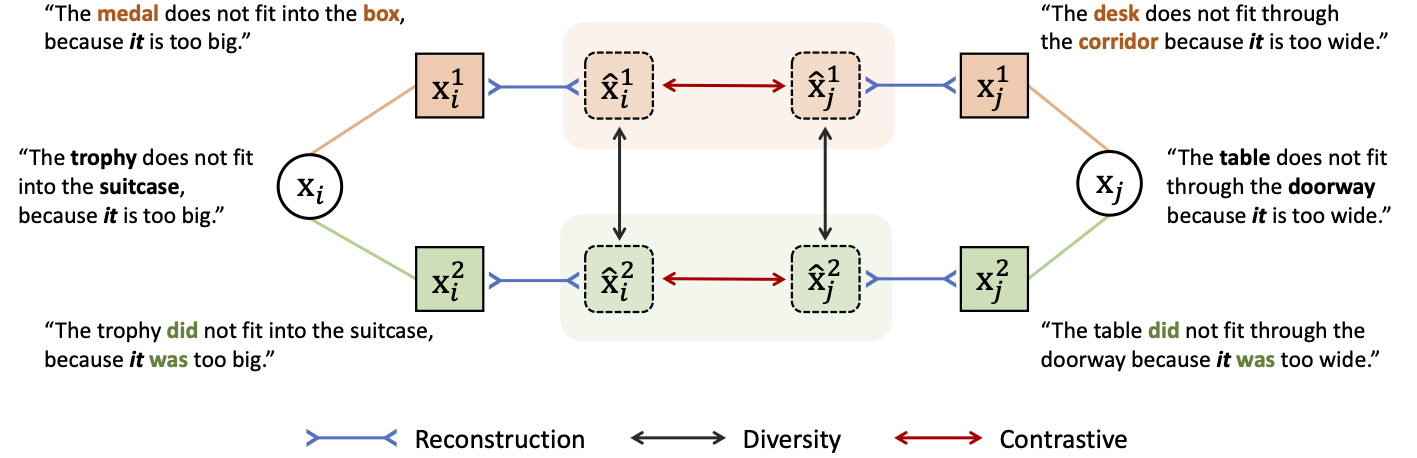 “The medal does not fit into the box,
because it is too big.”
“The desk does not fit through
the corridor because it is too wide.”
x_i^1
x̂_i^1
x̂_j^1
x_j^1
“The trophy does not fit
into the suitcase,
because it is too big.”
x_i
x_j
“The table does not fit
through the doorway
because it is too wide.”
x_i^2
x̂_i^2
x̂_j^2
x_j^2
“The trophy did not fit into the suitcase,
because it was too big.”
“The table did not fit through the
doorway because it was too wide.”
Reconstruction
Diversity
Contrastive